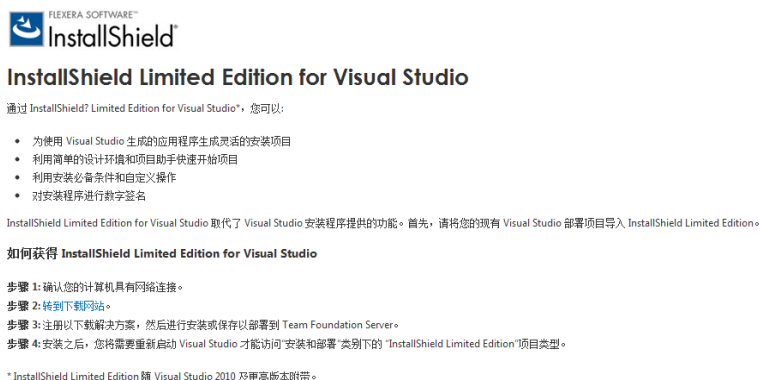 FLEXERA SOFTWARE™
InstallShield®
InstallShield Limited Edition for Visual Studio
通过 InstallShield? Limited Edition for Visual Studio*，您可以:
• 为使用 Visual Studio 生成的应用程序生成灵活的安装项目
• 利用简单的设计环境和项目助手快速开始项目
• 利用安装必备条件和自定义操作
• 对安装程序进行数字签名
InstallShield Limited Edition for Visual Studio 取代了 Visual Studio 安装程序提供的功能。首先，请将您的现有 Visual Studio 部署项目导入 InstallShield Limited Edition。
如何获得 InstallShield Limited Edition for Visual Studio
步骤 1: 确认您的计算机具有网络连接。
步骤 2: 转到下载网站。
步骤 3: 注册以下载解决方案，然后进行安装或保存以部署到 Team Foundation Server。
步骤 4: 安装之后，您将需要重新启动 Visual Studio 才能访问“安装和部署”类别下的 “InstallShield Limited Edition”项目类型。
* InstallShield Limited Edition 随 Visual Studio 2010 及更高版本附带。